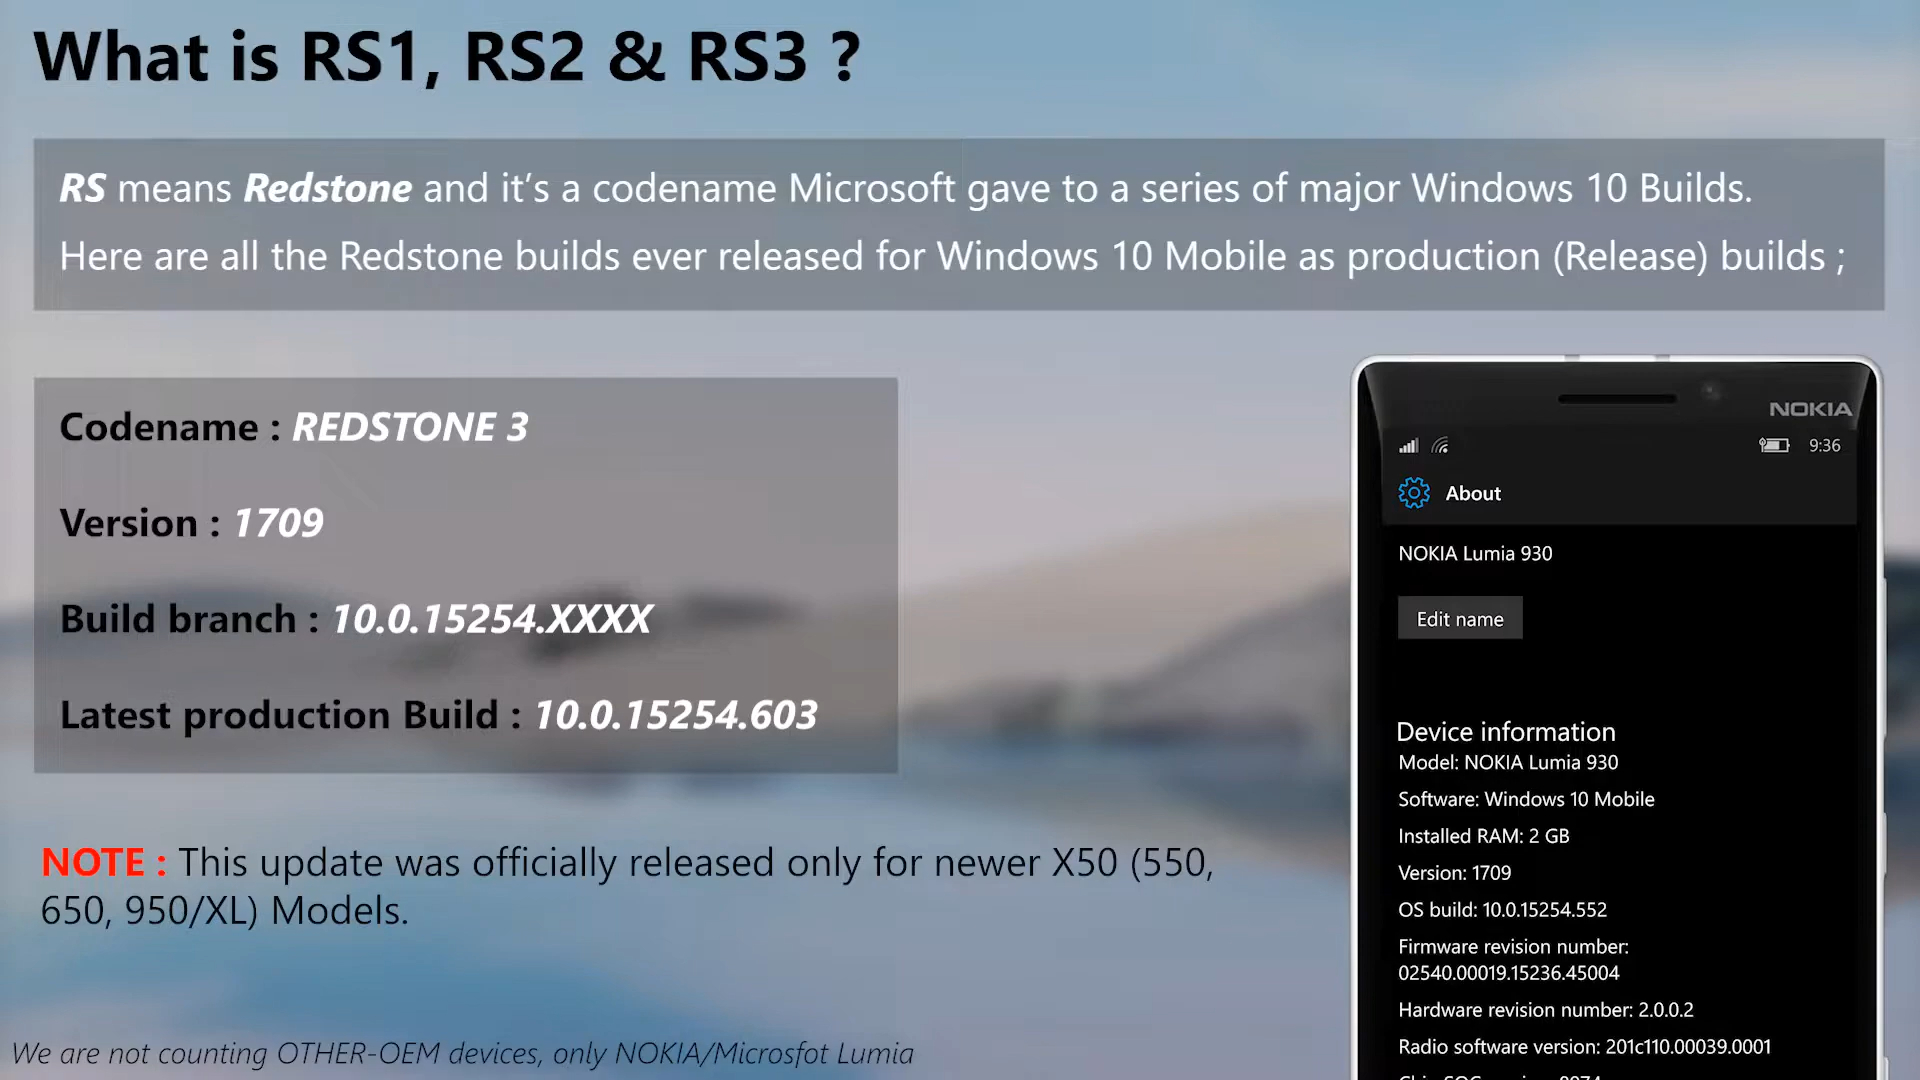 What is RS1, RS2 & RS3 ?
RS means Redstone and it’s a codename Microsoft gave to a series of major Windows 10 Builds.
Here are all the Redstone builds ever released for Windows 10 Mobile as production (Release) builds ;
Codename : REDSTONE 3
Version : 1709
Build branch : 10.0.15254.XXXX
Latest production Build : 10.0.15254.603
NOTE : This update was officially released only for newer X50 (550,
650, 950/XL) Models.
We are not counting OTHER-OEM devices, only NOKIA/Microsfot Lumia
NOKIA
9:36
About
NOKIA Lumia 930
Edit name
Device information
Model: NOKIA Lumia 930
Software: Windows 10 Mobile
Installed RAM: 2 GB
Version: 1709
OS build: 10.0.15254.552
Firmware revision number:
02540.00019.15236.45004
Hardware revision number: 2.0.0.2
Radio software version: 201c110.00039.0001